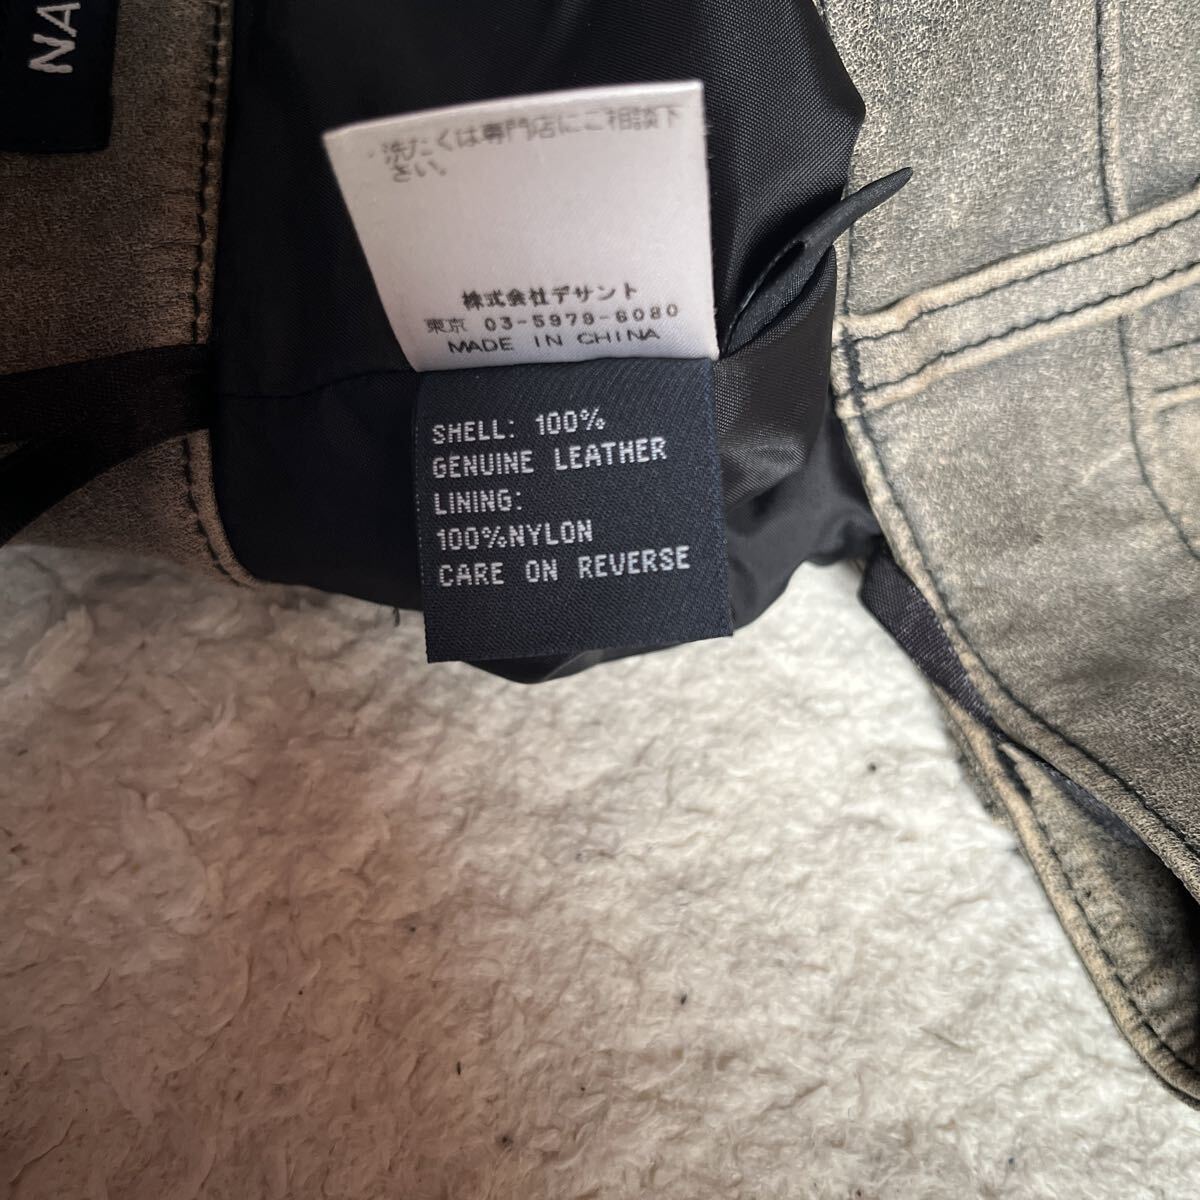 NA
・洗たくは専門店にご相談下
さい。
株式会社デサント
東京 03-5979-6080
MADE IN CHINA
SHELL: 100%
GENUINE LEATHER
LINING:
100%NYLON
CARE ON REVERSE